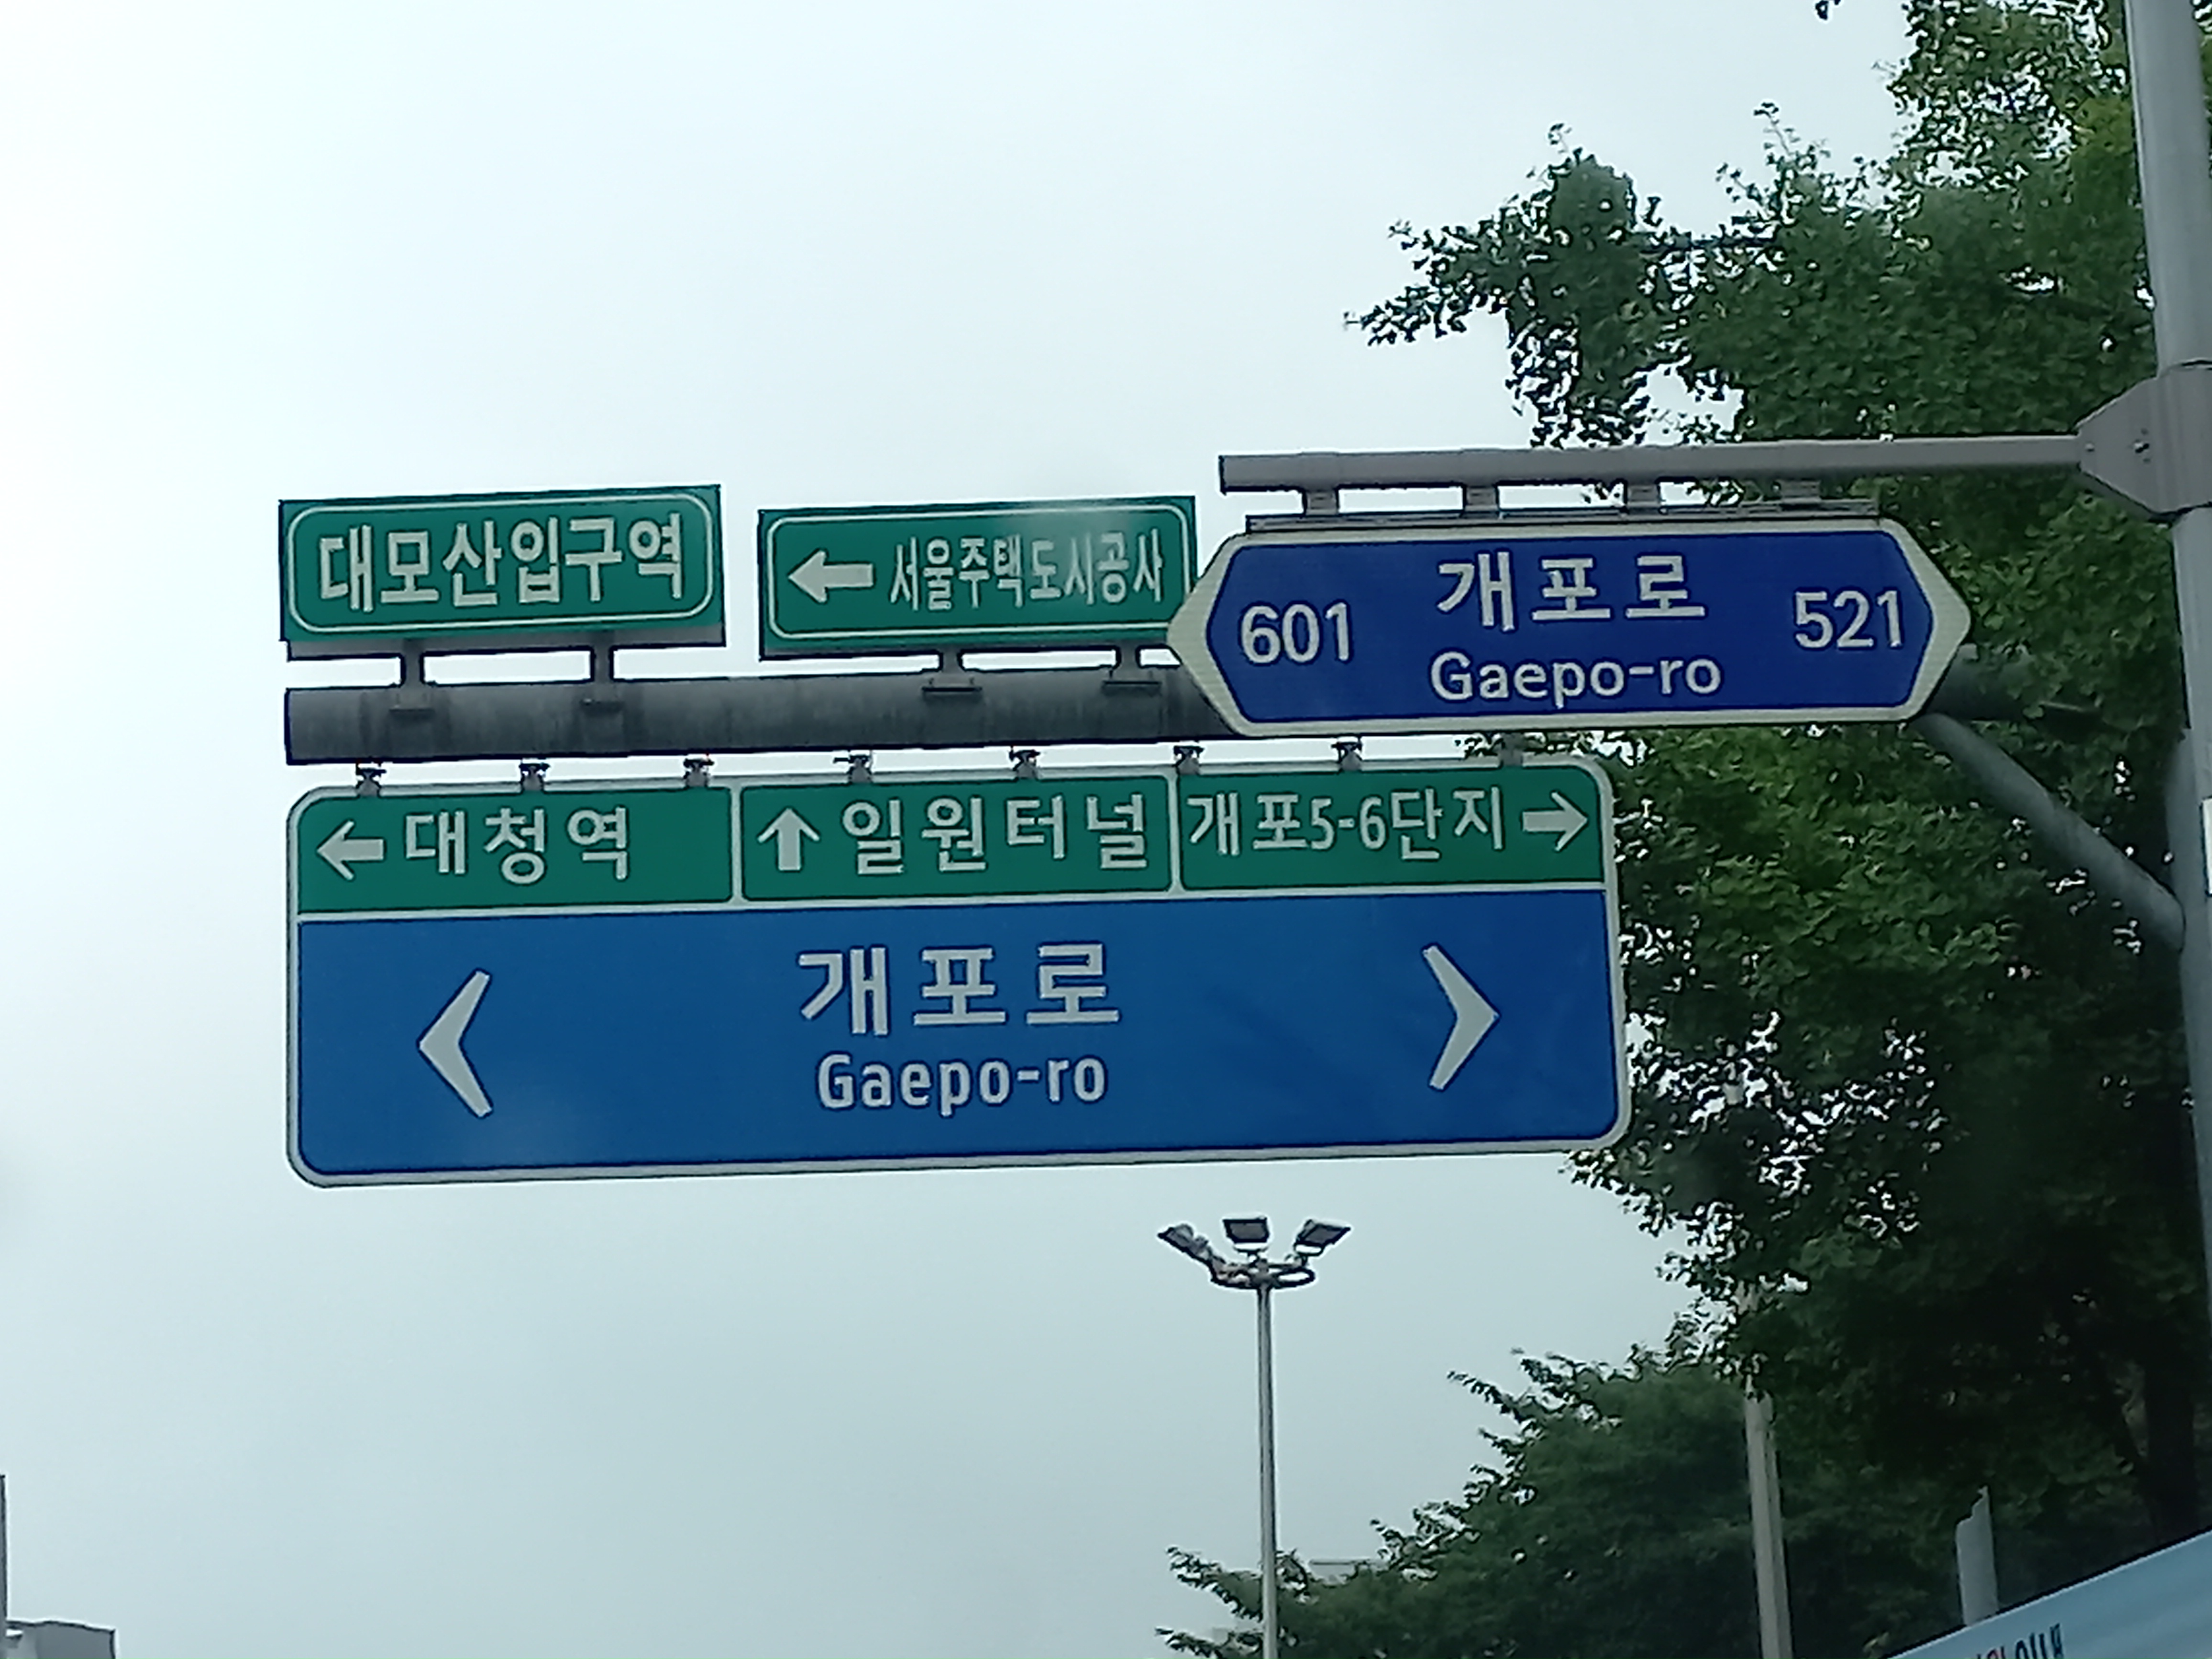 대모산입구역
← 서울주택도시공사
601 개포로 521
Gaepo-ro
← 대청역
↑ 일원터널
개포5-6단지 →
개포로
Gaepo-ro